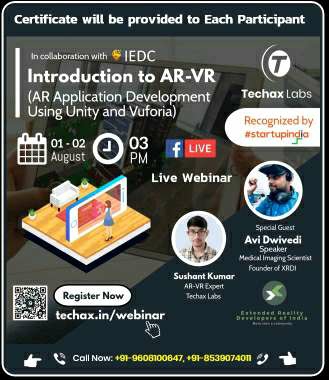 Certificate will be provided to Each Participant
In collaboration with IEDC
Introduction to AR-VR
(AR Application Development
Using Unity and Vuforia)
Techax Labs
Recognized by
#startupindia
01 - 02
August
03
PM
LIVE
Live Webinar
Special Guest
Avi Dwivedi
Speaker
Medical Imaging Scientist
Founder of XRDI
Sushant Kumar
AR-VR Expert
Techax Labs
Register Now
techax.in/webinar
Extended Reality
Developers of India
Call Now: +91-9608100647, +91-8539074011